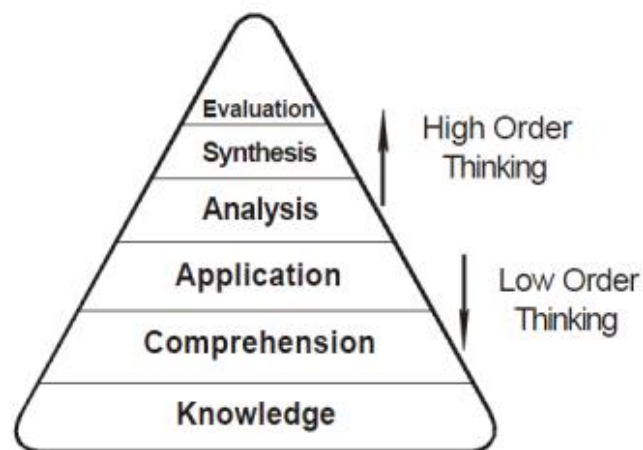 Evaluation
Synthesis
Analysis
Application
Comprehension
Knowledge
High Order
Thinking
Low Order
Thinking